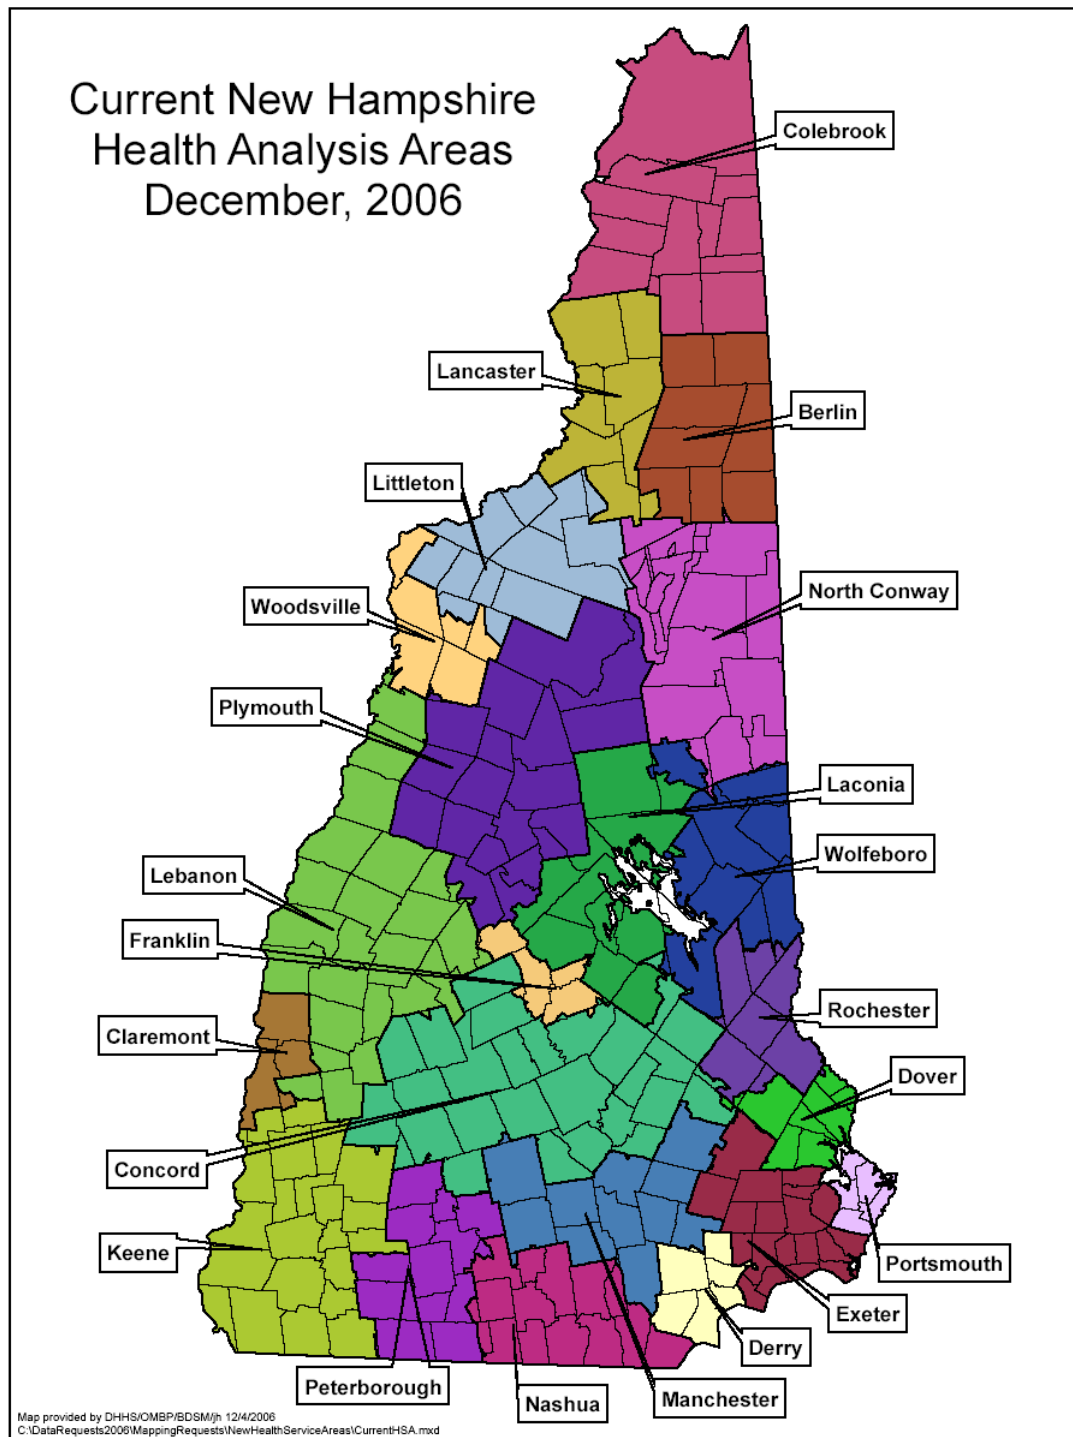 Current New Hampshire
Health Analysis Areas
December, 2006
Colebrook
Lancaster
Berlin
Littleton
North Conway
Woodsville
Plymouth
Laconia
Wolfeboro
Lebanon
Franklin
Rochester
Claremont
Dover
Concord
Keene
Portsmouth
Exeter
Derry
Peterborough
Manchester
Nashua
Map provided by DHHS/OMBP/BDSM/jh 12/4/2006
C:\DataRequests2006\MappingRequests\NewHealthServiceAreas\CurrentHSA.mxd